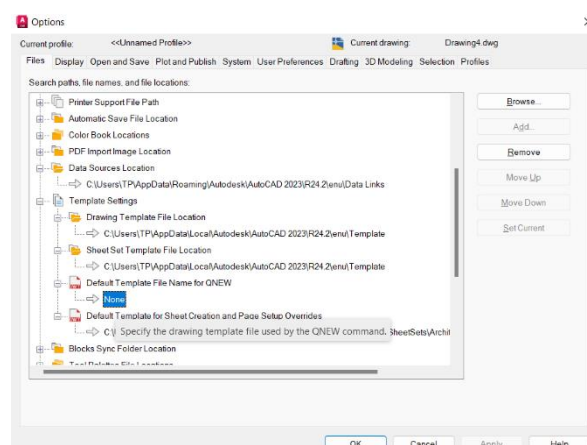 Options
Current profile: <<Unnamed Profile>> Current drawing: Drawing4.dwg
Files Display Open and Save Plot and Publish System User Preferences Drafting 3D Modeling Selection Profiles
Search paths, file names, and file locations:
Printer Support File Path
Browse...
Automatic Save File Location
Add...
Color Book Locations
PDF Import Image Location
Remove
Data Sources Location
C:\Users\TP\AppData\Roaming\Autodesk\AutoCAD 2023\R24.2\enu\Data Links
Move Up
Template Settings
Move Down
Drawing Template File Location
C:\Users\TP\AppData\Local\Autodesk\AutoCAD 2023\R24.2\enu\Template
Set Current
Sheet Set Template File Location
C:\Users\TP\AppData\Local\Autodesk\AutoCAD 2023\R24.2\enu\Template
Default Template File Name for QNEW
None
Default Template for Sheet Creation and Page Setup Overrides
C:\ Specify the drawing template file used by the QNEW command. SheetSets\Archit
Blocks Sync Folder Location
Tool Palettes File Locations
OK Cancel Apply Help